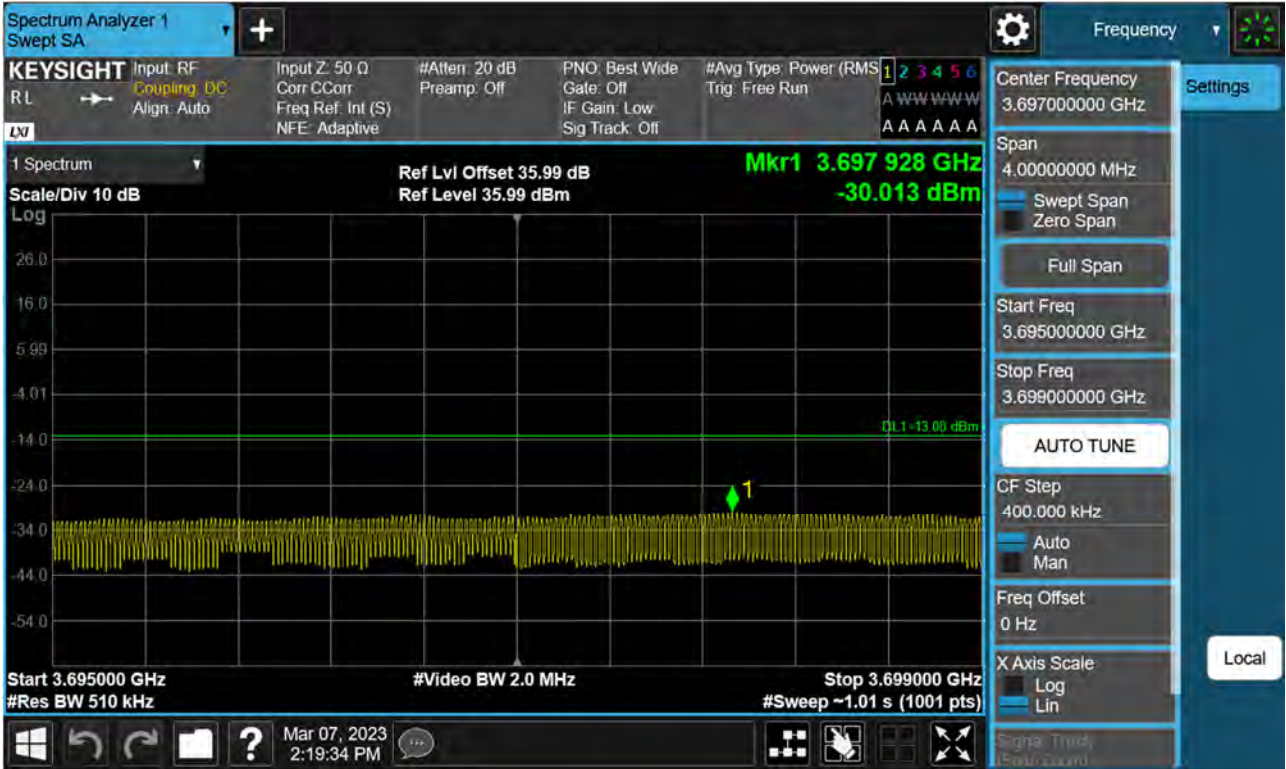 Spectrum Analyzer 1
Swept SA
+
Frequency
KEYSIGHT
R L
LXI
Input: RF
Coupling: DC
Align: Auto
Input Z: 50 Ω
Corr CCorr
Freq Ref: Int (S)
NFE: Adaptive
#Atten: 20 dB
Preamp: Off
PNO: Best Wide
Gate: Off
IF Gain: Low
Sig Track: Off
#Avg Type: Power (RMS
Trig: Free Run
1 2 3 4 5 6
A W W W W W
A A A A A A
1 Spectrum
Scale/Div 10 dB
Ref Lvl Offset 35.99 dB
Ref Level 35.99 dBm
Mkr1 3.697 928 GHz
-30.013 dBm
Log
26.0
16.0
5.99
-4.01
-14.0
-24.0
-34.0
-44.0
-54.0
DL1 -13.00 dBm
1
Start 3.695000 GHz
#Res BW 510 kHz
#Video BW 2.0 MHz
Stop 3.699000 GHz
#Sweep ~1.01 s (1001 pts)
Mar 07, 2023
2:19:34 PM
?
Center Frequency
3.697000000 GHz
Span
4.00000000 MHz
Swept Span
Zero Span
Full Span
Start Freq
3.695000000 GHz
Stop Freq
3.699000000 GHz
AUTO TUNE
CF Step
400.000 kHz
Auto
Man
Freq Offset
0 Hz
X Axis Scale
Log
Lin
Signal Track
Settings
Local